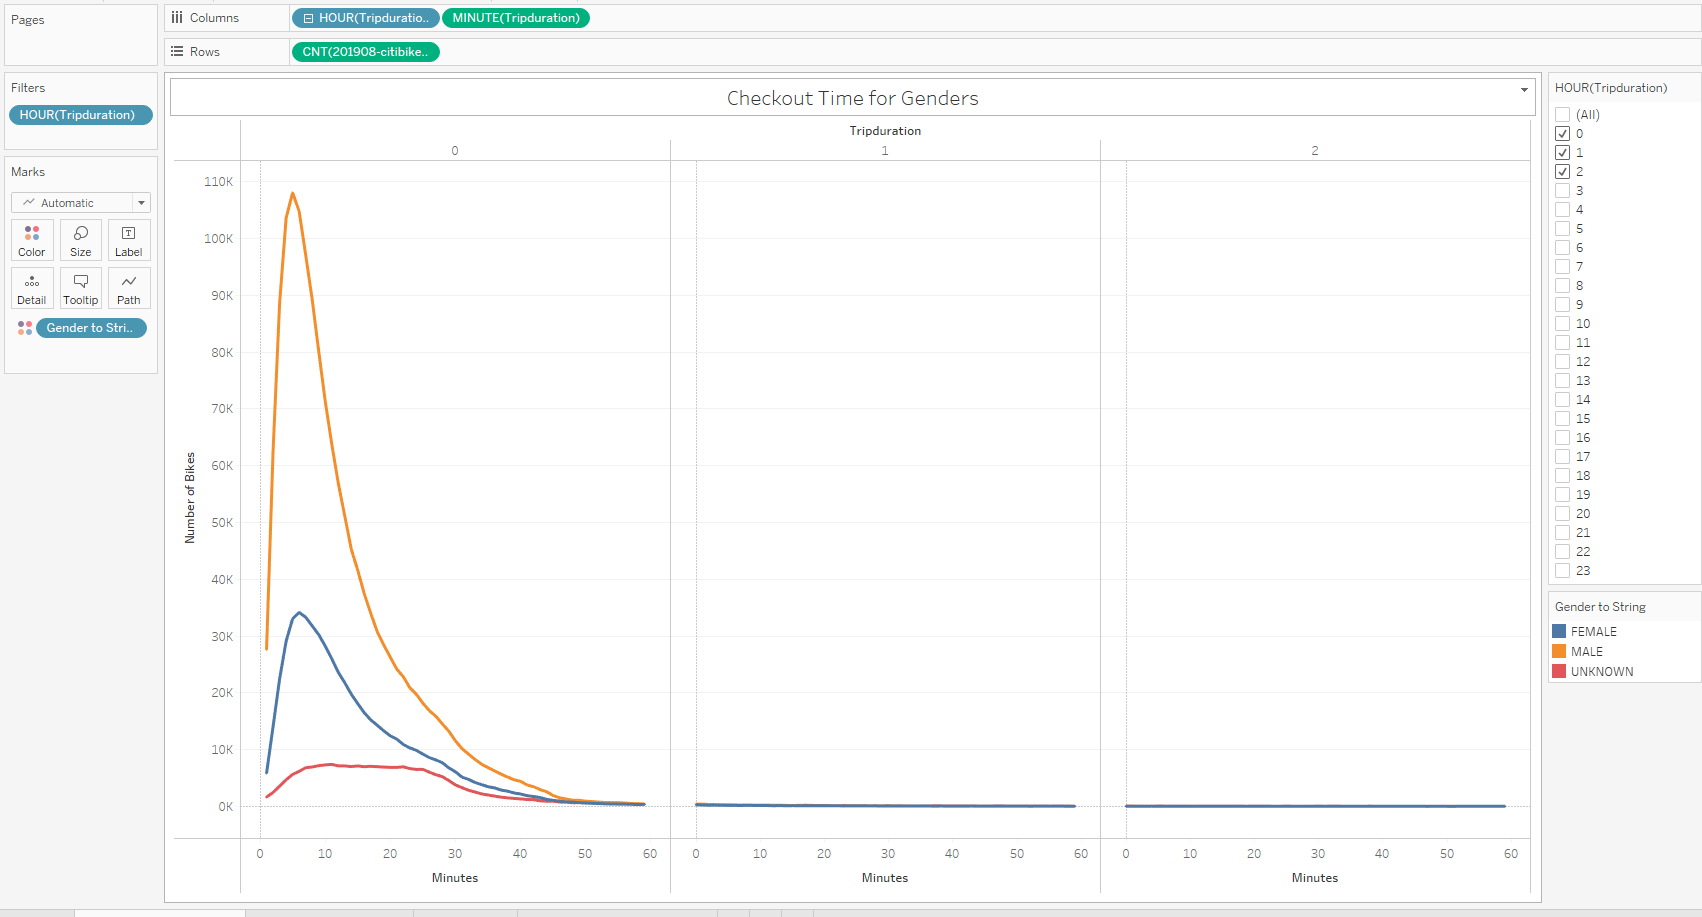 Pages
Columns
HOUR(Tripduratio..
MINUTE(Tripduration)
Rows
CNT(201908-citibike..
Filters
HOUR(Tripduration)
Marks
Automatic
Color
Size
Label
Detail
Tooltip
Path
Gender to Stri..
Checkout Time for Genders
Tripduration
0
1
2
110K
100K
90K
80K
70K
60K
50K
40K
30K
20K
10K
0K
Number of Bikes
0 10 20 30 40 50 60
0 10 20 30 40 50 60
0 10 20 30 40 50 60
Minutes
Minutes
Minutes
HOUR(Tripduration)
(All)
0
1
2
3
4
5
6
7
8
9
10
11
12
13
14
15
16
17
18
19
20
21
22
23
Gender to String
FEMALE
MALE
UNKNOWN